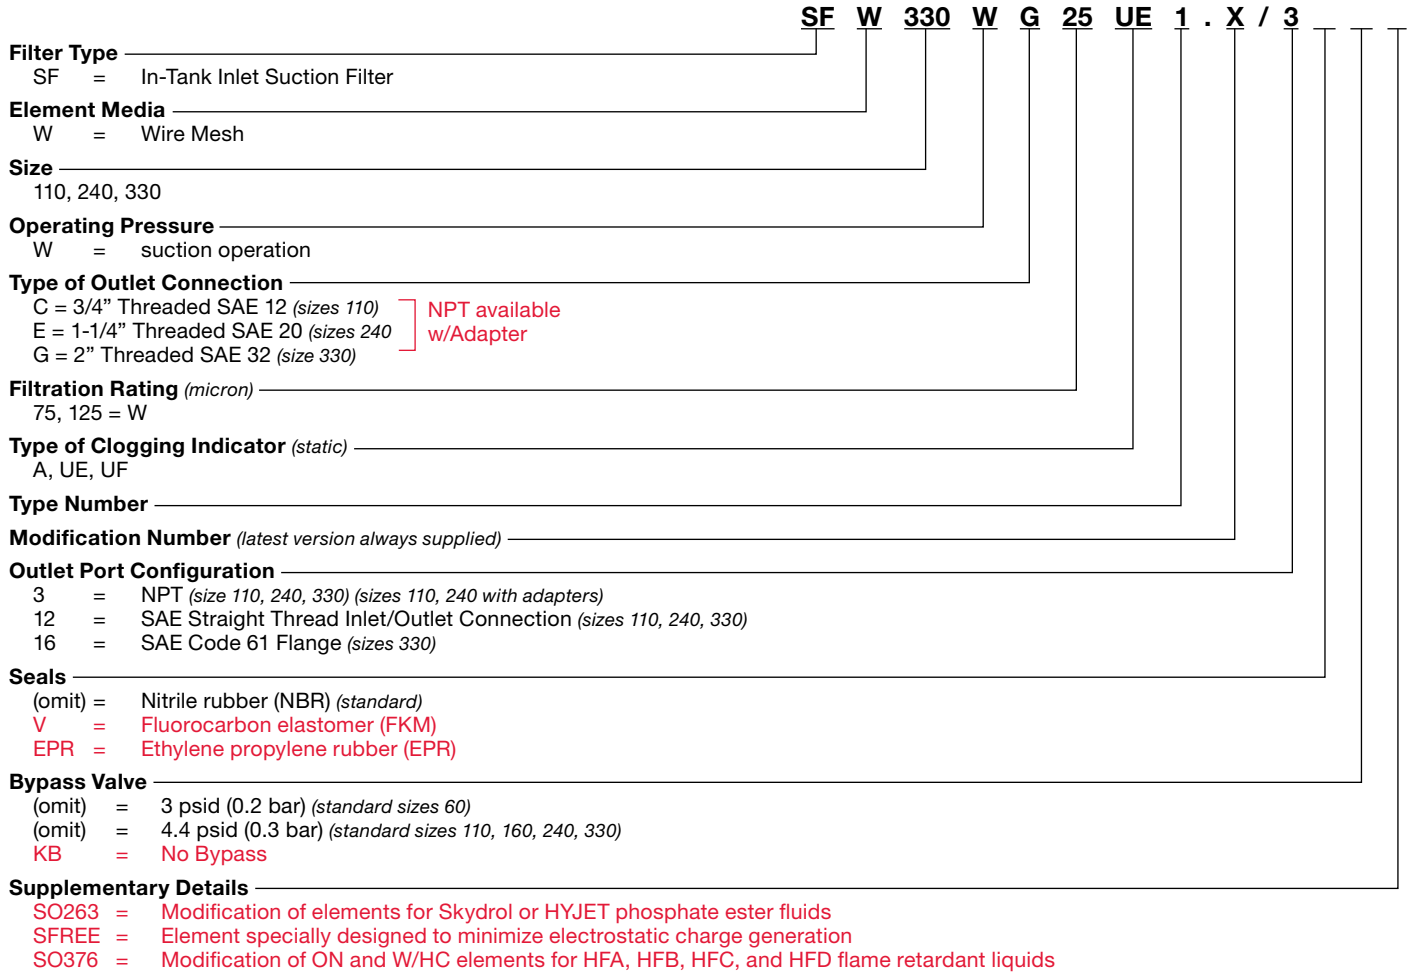 SF W 330 W G 25 UE 1 . X / 3 _ _ _
Filter Type
SF = In-Tank Inlet Suction Filter
Element Media
W = Wire Mesh
Size
110, 240, 330
Operating Pressure
W = suction operation
Type of Outlet Connection
C = 3/4” Threaded SAE 12 (sizes 110)
E = 1-1/4” Threaded SAE 20 (sizes 240
G = 2” Threaded SAE 32 (size 330)
NPT available
w/Adapter
Filtration Rating (micron)
75, 125 = W
Type of Clogging Indicator (static)
A, UE, UF
Type Number
Modification Number (latest version always supplied)
Outlet Port Configuration
3 = NPT (size 110, 240, 330) (sizes 110, 240 with adapters)
12 = SAE Straight Thread Inlet/Outlet Connection (sizes 110, 240, 330)
16 = SAE Code 61 Flange (sizes 330)
Seals
(omit) = Nitrile rubber (NBR) (standard)
V = Fluorocarbon elastomer (FKM)
EPR = Ethylene propylene rubber (EPR)
Bypass Valve
(omit) = 3 psid (0.2 bar) (standard sizes 60)
(omit) = 4.4 psid (0.3 bar) (standard sizes 110, 160, 240, 330)
KB = No Bypass
Supplementary Details
SO263 = Modification of elements for Skydrol or HYJET phosphate ester fluids
SFREE = Element specially designed to minimize electrostatic charge generation
SO376 = Modification of ON and W/HC elements for HFA, HFB, HFC, and HFD flame retardant liquids